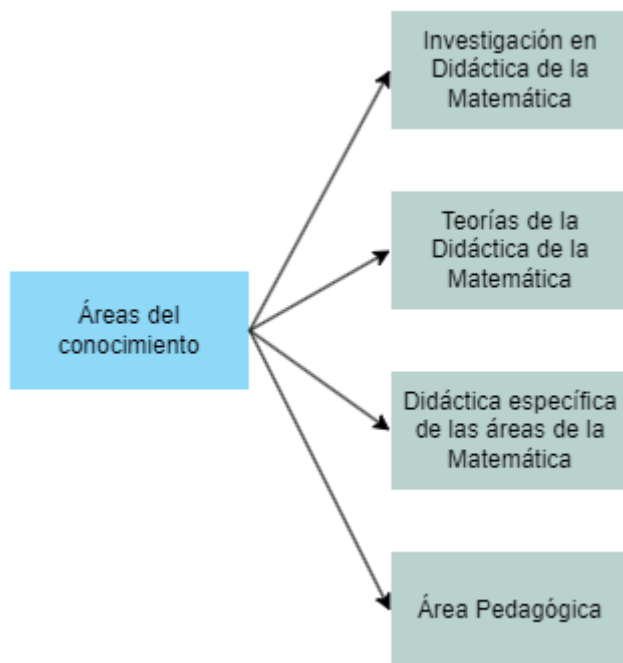 Investigación en
Didáctica de la
Matemática
Teorías de la
Didáctica de la
Matemática
Áreas del
conocimiento
Didáctica específica
de las áreas de la
Matemática
Área Pedagógica